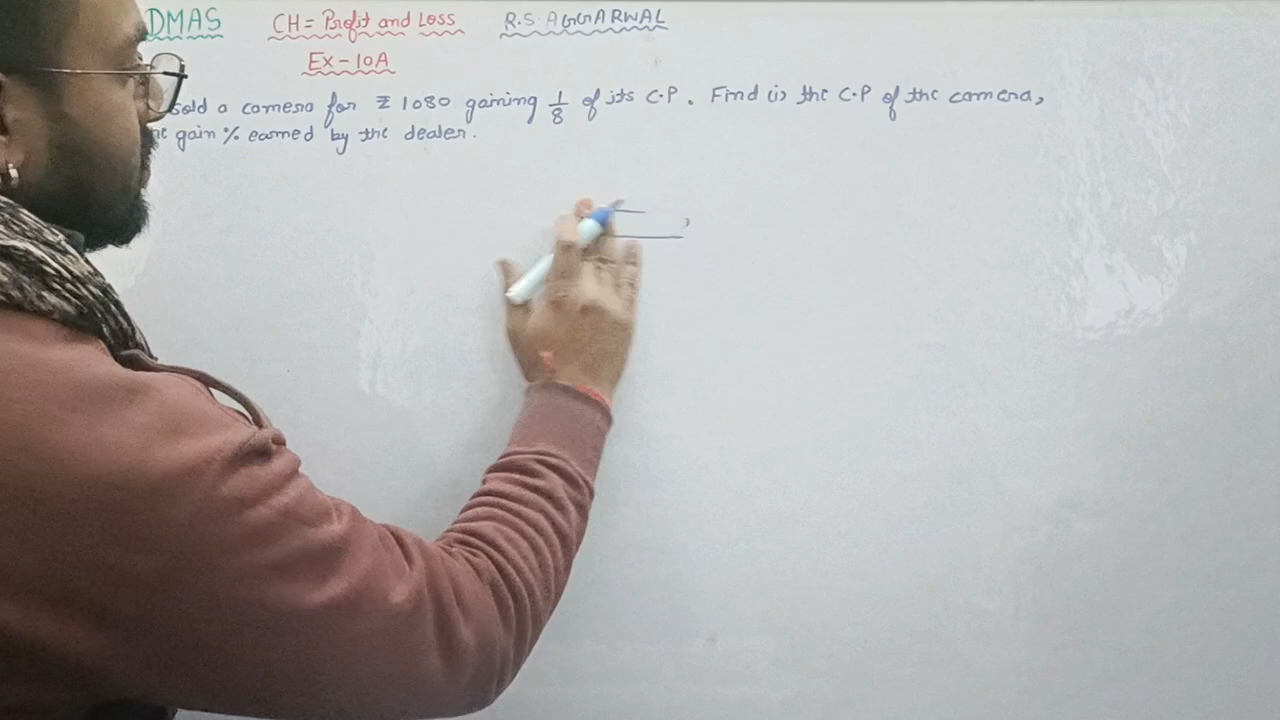 DMAS CH = Profit and Loss R.S. AGGARWAL
Ex - 10A
sold a camera for ₹ 1080 gaining 1/8 of its C.P. Find (i) the C.P of the camera,
gain % earned by the dealer.